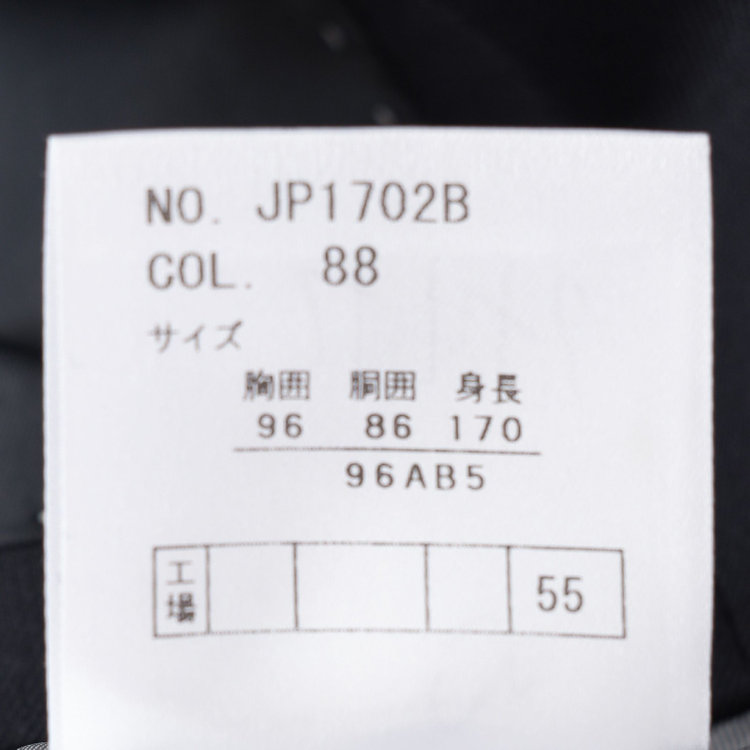 NO. JP1702B
COL. 88
サイズ
胸囲 胴囲 身長
96 86 170
96AB5
工場 55